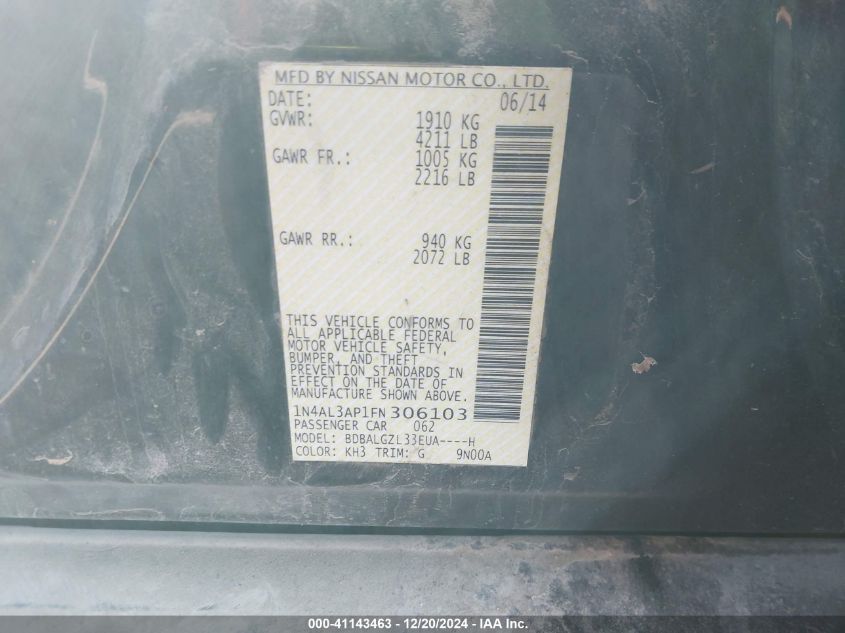 MFD BY NISSAN MOTOR CO., LTD.
DATE: 06/14
GVWR: 1910 KG
4211 LB
GAWR FR.: 1005 KG
2216 LB
GAWR RR.: 940 KG
2072 LB
THIS VEHICLE CONFORMS TO
ALL APPLICABLE FEDERAL
MOTOR VEHICLE SAFETY,
BUMPER, AND THEFT
PREVENTION STANDARDS IN
EFFECT ON THE DATE OF
MANUFACTURE SHOWN ABOVE.
1N4AL3AP1FN 306103
PASSENGER CAR 062
MODEL: BDBALGZL33EUA----H
COLOR: KH3 TRIM: G 9N00A
000-41143463 - 12/20/2024 - IAA Inc.